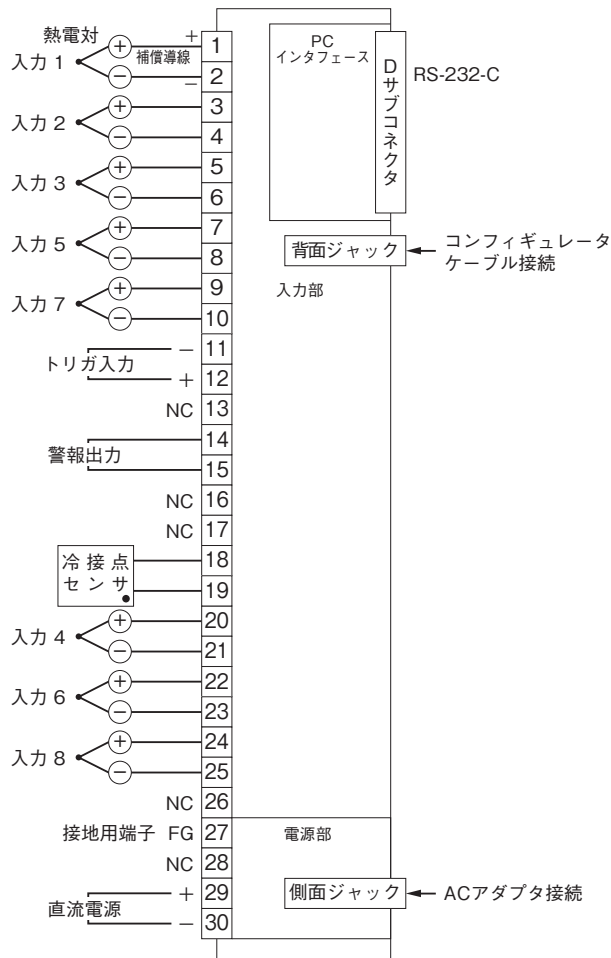 熱電対
入力 1
+
+ 補償導線 1
− 2
−
入力 2
+ 3
− 4
入力 3
+ 5
− 6
入力 5
+ 7
− 8
入力 7
+ 9
− 10
トリガ入力
− 11
+ 12
NC 13
警報出力
14
15
NC 16
NC 17
冷接点
センサ
18
19
入力 4
+ 20
− 21
入力 6
+ 22
− 23
入力 8
+ 24
− 25
NC 26
接地用端子 FG 27
NC 28
直流電源
+ 29
− 30
PC
インタフェース
Dサブコネクタ
RS-232-C
背面ジャック
コンフィギュレータ
ケーブル接続
入力部
電源部
側面ジャック
ACアダプタ接続